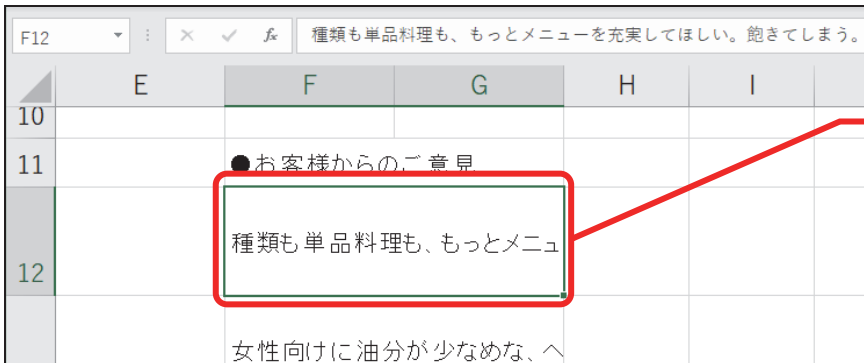 F12 fx 種類も単品料理も、もっとメニューを充実してほしい。飽きてしまう。
E F G H I
10
11 ●お客様からのご意見
12 種類も単品料理も、もっとメニュ
女性向けに油分が少なめな、ヘ